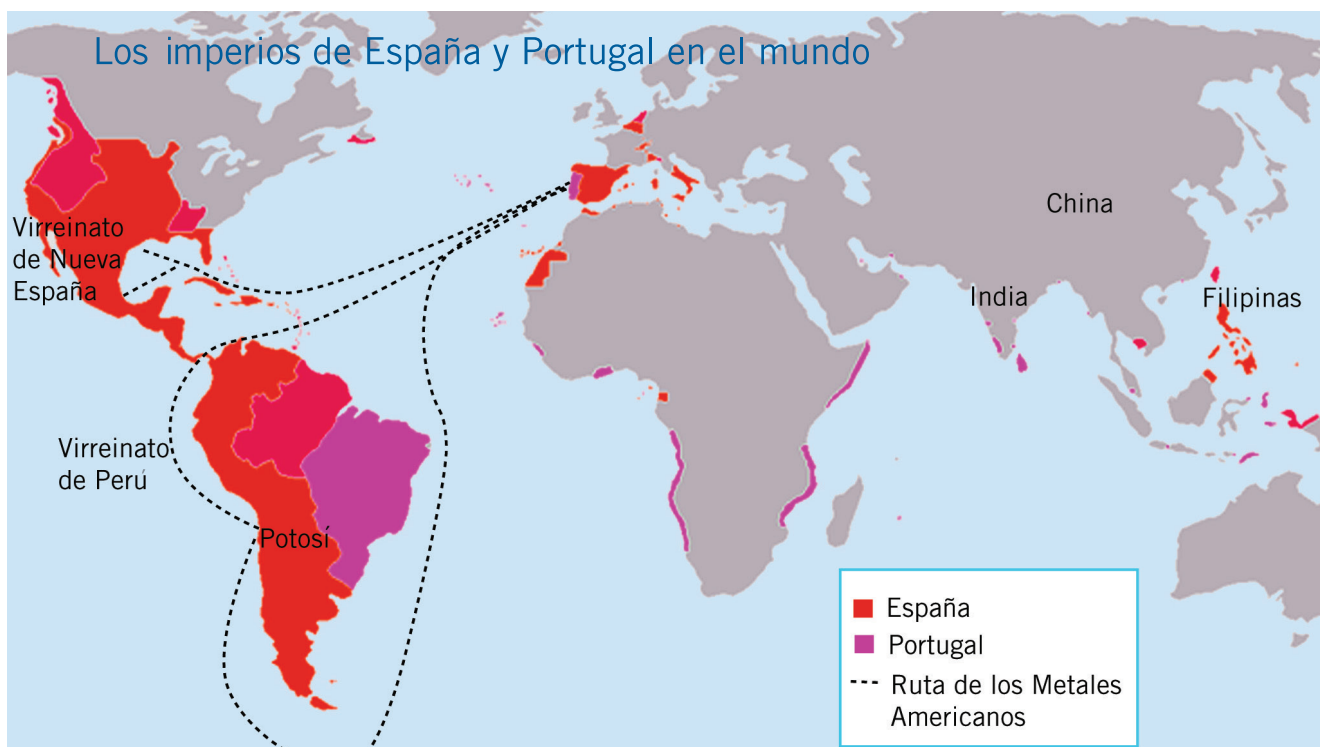 Los imperios de España y Portugal en el mundo
China
Virreinato
de Nueva
España
India
Filipinas
Virreinato
de Perú
Potosí
España
Portugal
Ruta de los Metales
Americanos